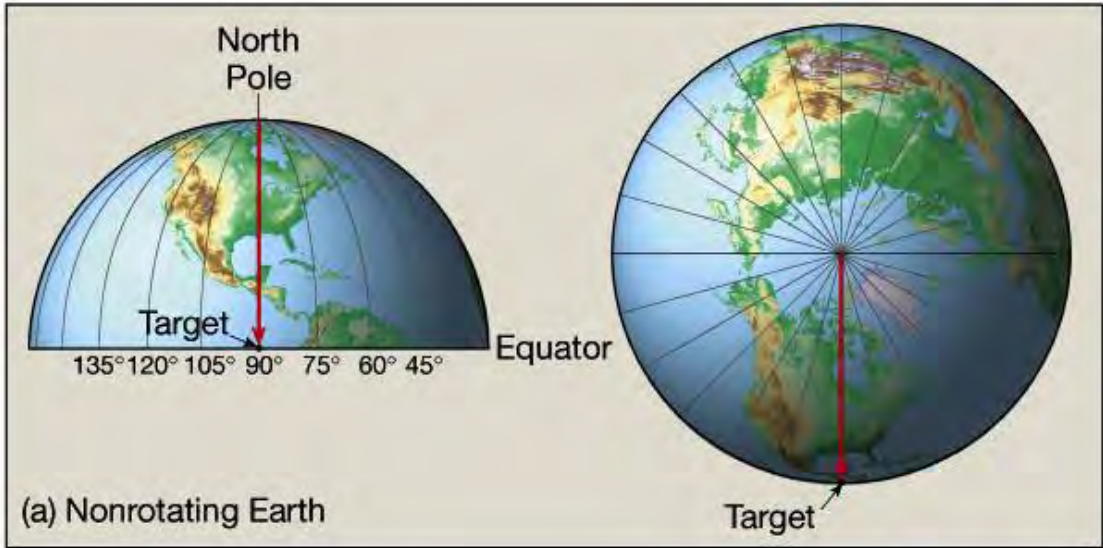 North
Pole
Target
Equator
135° 120° 105° 90° 75° 60° 45°
(a) Nonrotating Earth
Target